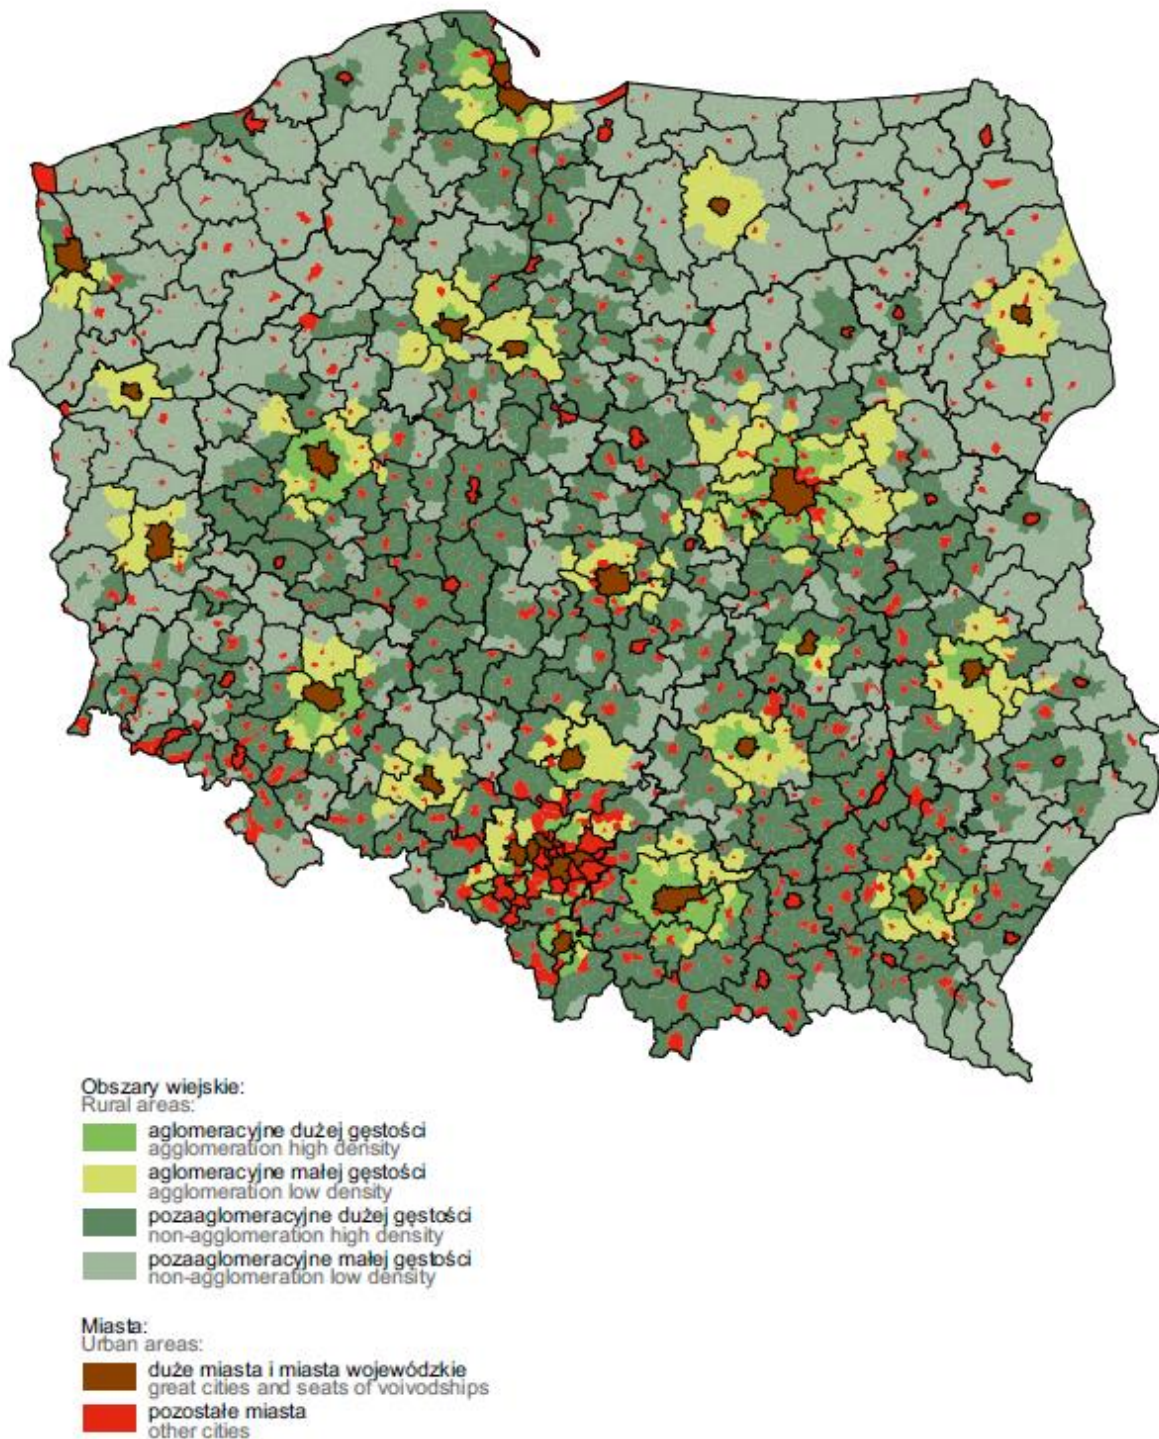 Obszary wiejskie:
Rural areas:
aglomeracyjne dużej gęstości
agglomeration high density
aglomeracyjne małej gęstości
agglomeration low density
pozaaglomeracyjne dużej gęstości
non-agglomeration high density
pozaaglomeracyjne małej gęstości
non-agglomeration low density
Miasta:
Urban areas:
duże miasta i miasta wojewódzkie
great cities and seats of voivodships
pozostałe miasta
other cities